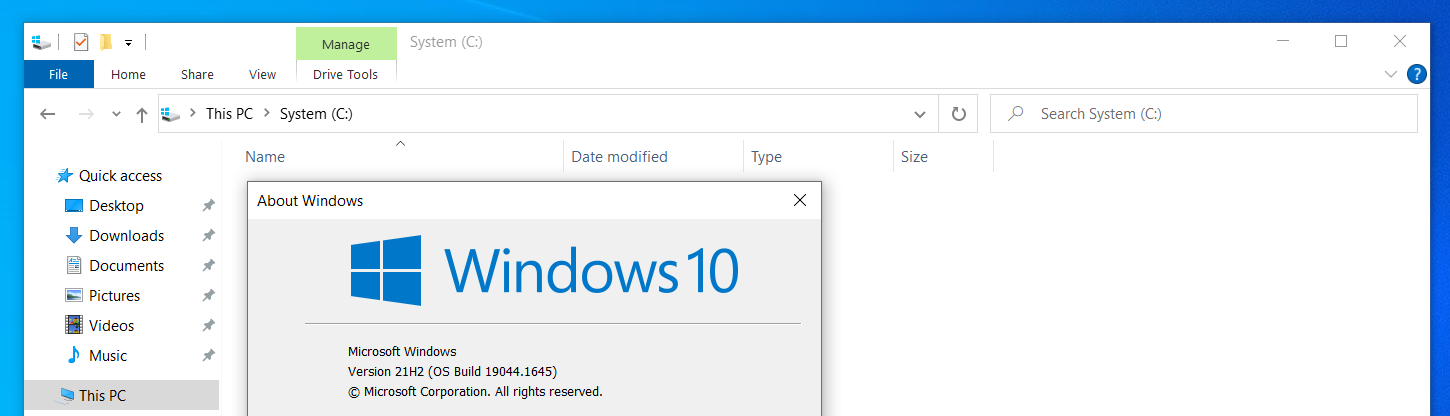 Manage System (C:)
File Home Share View Drive Tools ?
This PC System (C:) Search System (C:)
Name Date modified Type Size
Quick access
Desktop
Downloads
Documents
Pictures
Videos
Music
This PC
About Windows
Windows 10
Microsoft Windows
Version 21H2 (OS Build 19044.1645)
© Microsoft Corporation. All rights reserved.